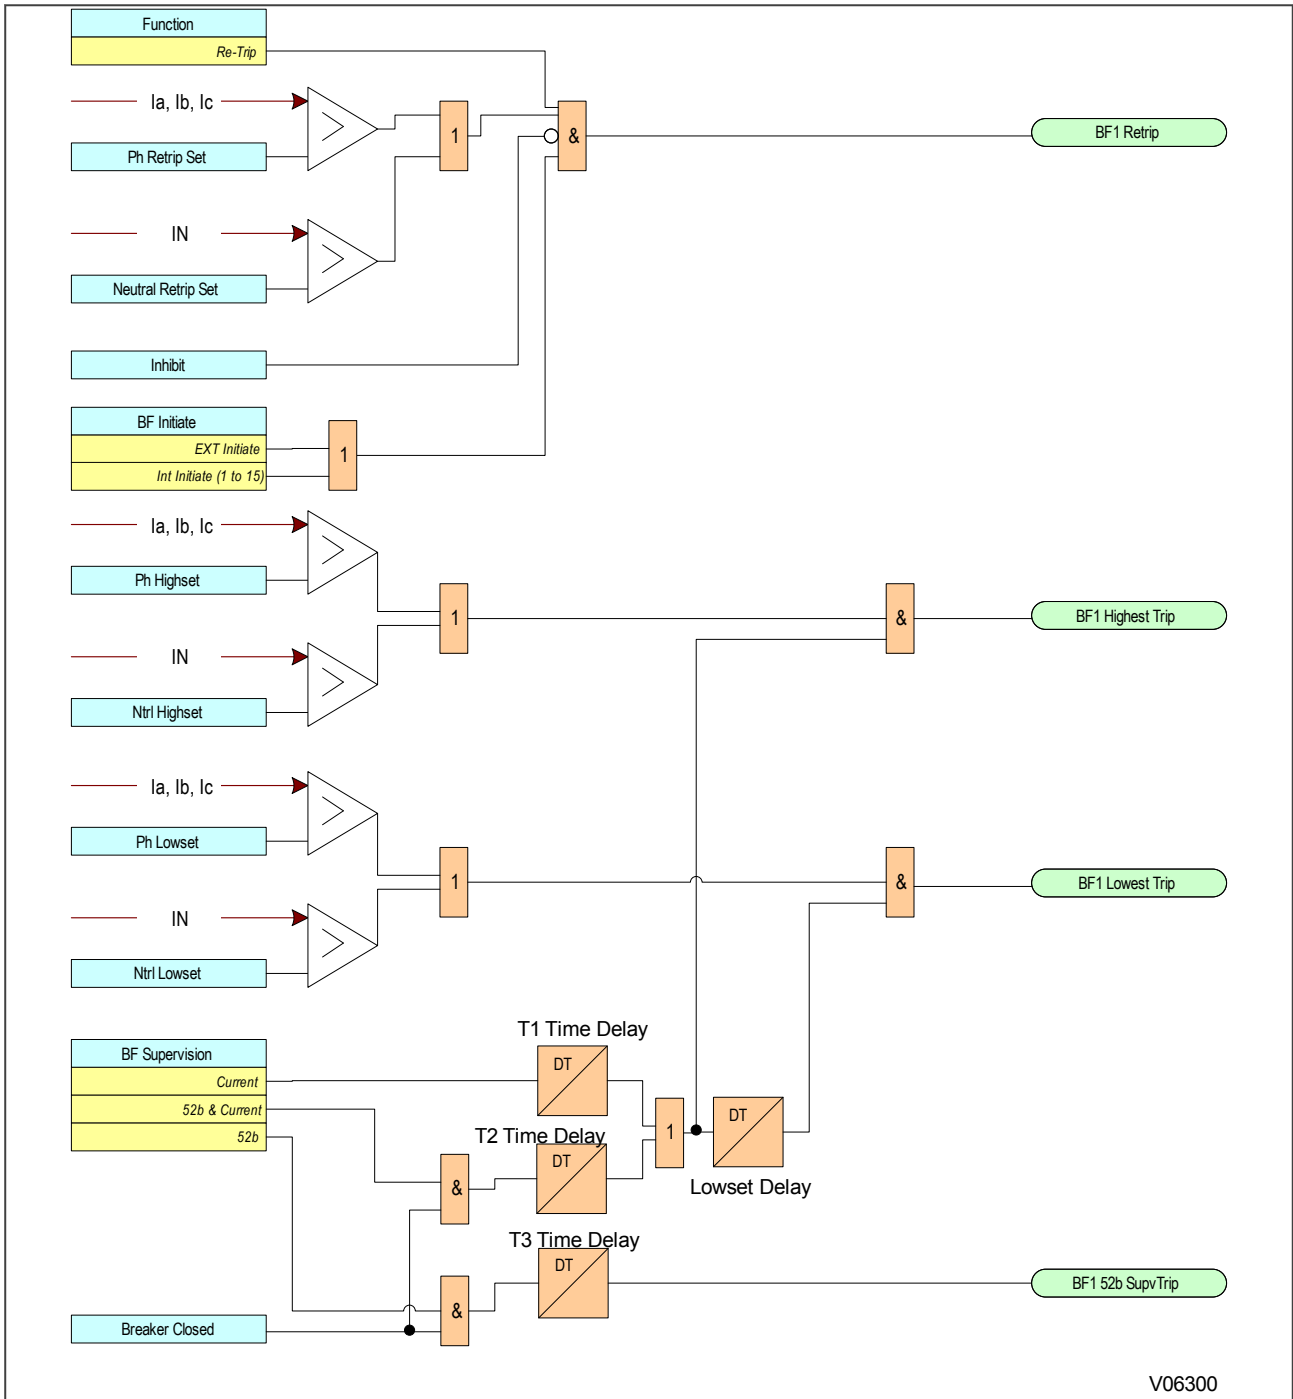 Function
Re-Trip
Ia, Ib, Ic
>
1
&
BF1 Retrip
Ph Retrip Set
IN
>
Neutral Retrip Set
Inhibit
BF Initiate
EXT Initiate
Int Initiate (1 to 15)
1
Ia, Ib, Ic
>
Ph Highset
1
&
BF1 Highest Trip
IN
>
Ntrl Highset
Ia, Ib, Ic
>
Ph Lowset
1
&
BF1 Lowest Trip
IN
>
Ntrl Lowset
T1 Time Delay
BF Supervision
Current
52b & Current
52b
DT
DT
1
Lowset Delay
T2 Time Delay
DT
&
T3 Time Delay
DT
&
BF1 52b SupvTrip
Breaker Closed
V06300